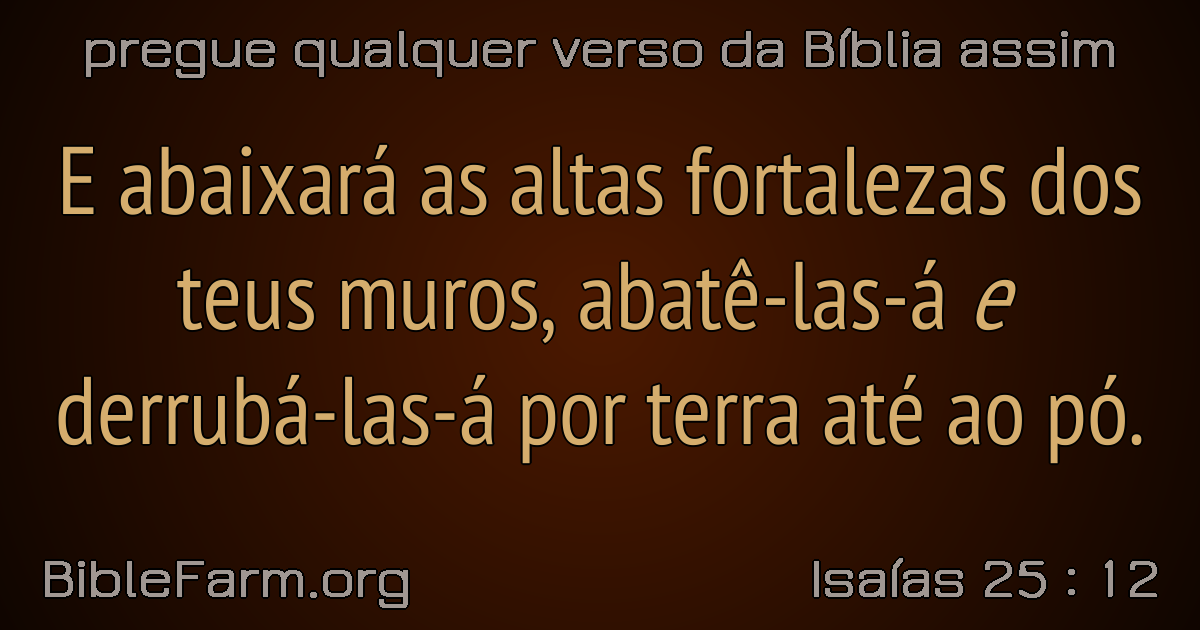 pregue qualquer verso da Bíblia assim
E abaixará as altas fortalezas dos
teus muros, abatê-las-á e
derrubá-las-á por terra até ao pó.
BibleFarm.org
Isaías 25 : 12